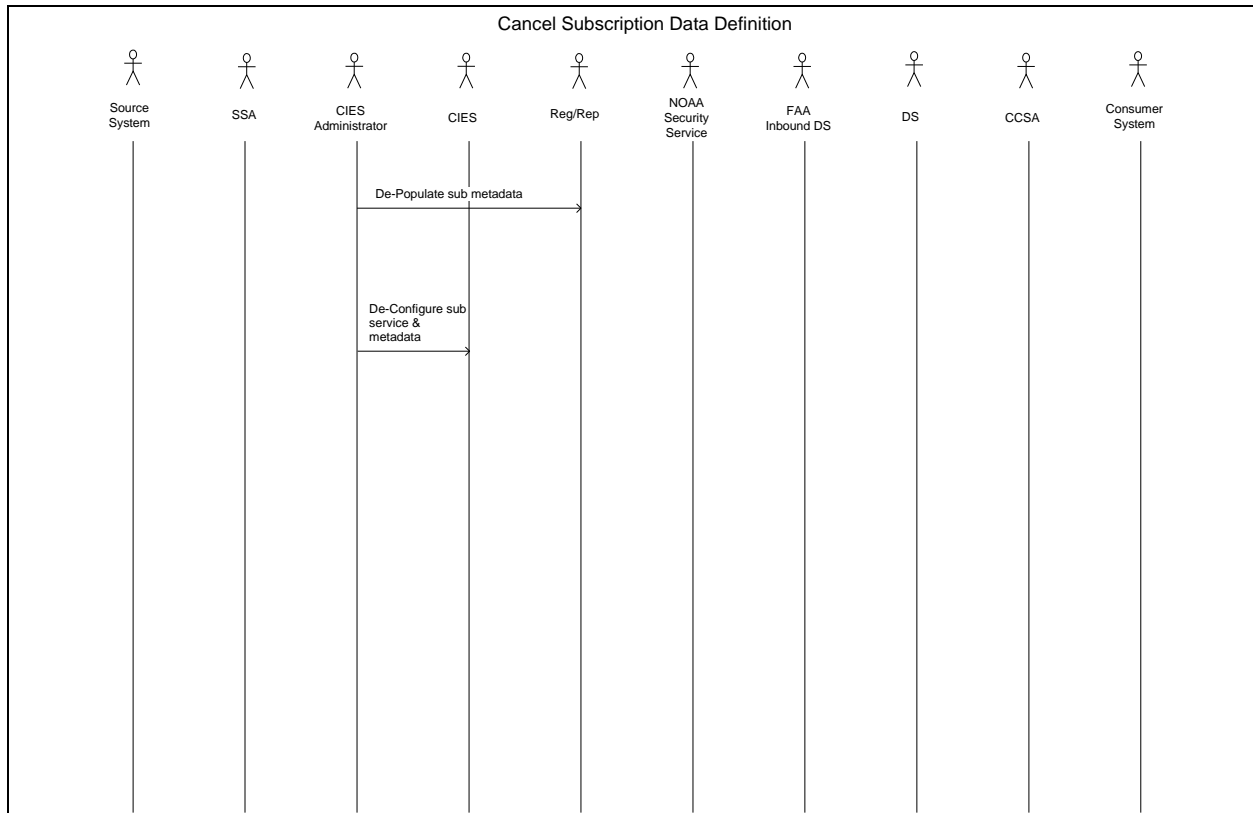 Cancel Subscription Data Definition
Source
System
SSA
CIES
Administrator
CIES
Reg/Rep
NOAA
Security
Service
FAA
Inbound DS
DS
CCSA
Consumer
System
De-Populate sub metadata
De-Configure sub
service &
metadata